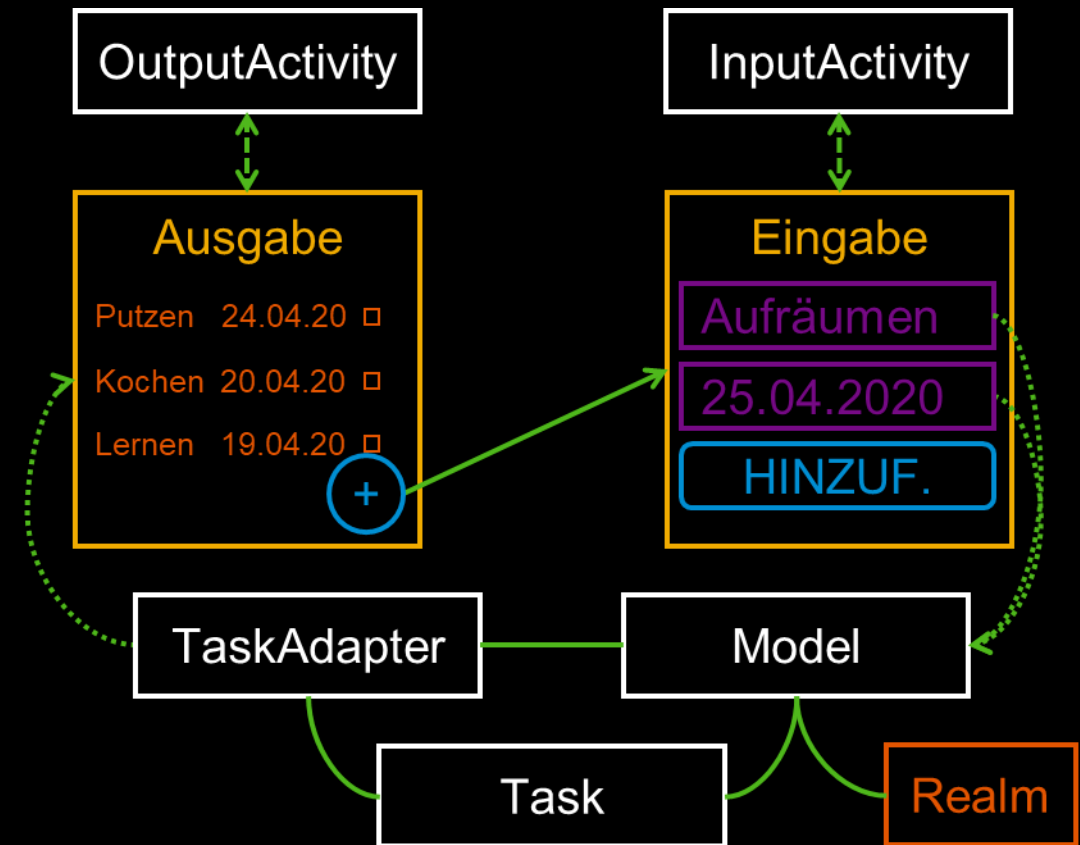 OutputActivity
InputActivity
Ausgabe
Putzen 24.04.20
Kochen 20.04.20
Lernen 19.04.20
+
Eingabe
Aufräumen
25.04.2020
HINZUF.
TaskAdapter
Model
Task
Realm